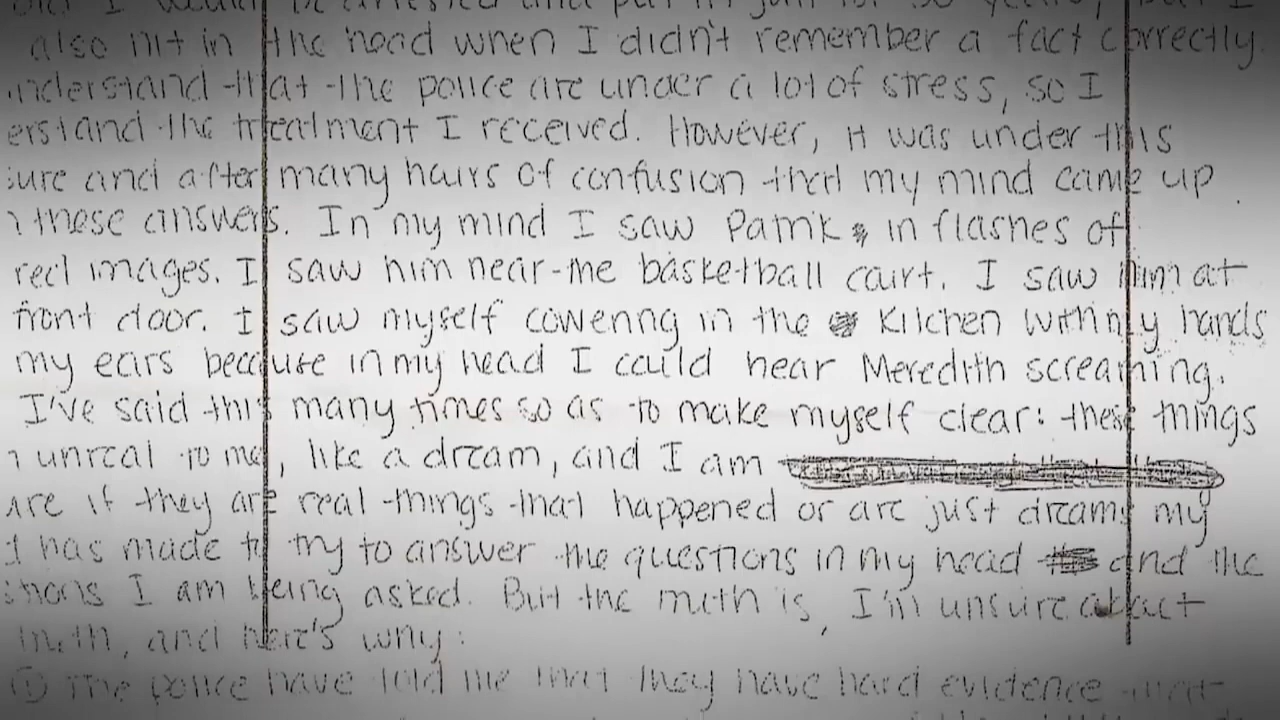 also hit in the head when I didn't remember a fact correctly
understand that the police are under a lot of stress, so I
erstand the treatment I received. However, it was under this
sure and after many hours of confusion that my mind came up
these answers. In my mind I saw Patrik in flashes of
red images. I saw him near the basketball court. I saw him at
front door. I saw myself cowering in the kitchen with my hands
my ears because in my head I could hear Meredith screaming.
I've said this many times so as to make myself clear: these things
unreal to me, like a dream, and I am
ure if they are real things that happened or are just dreams my
d has made to try to answer the questions in my head and the
stions I am being asked. But the truth is, I'm unsure about
truth, and here's why:
① The police have told me that they have hard evidence that